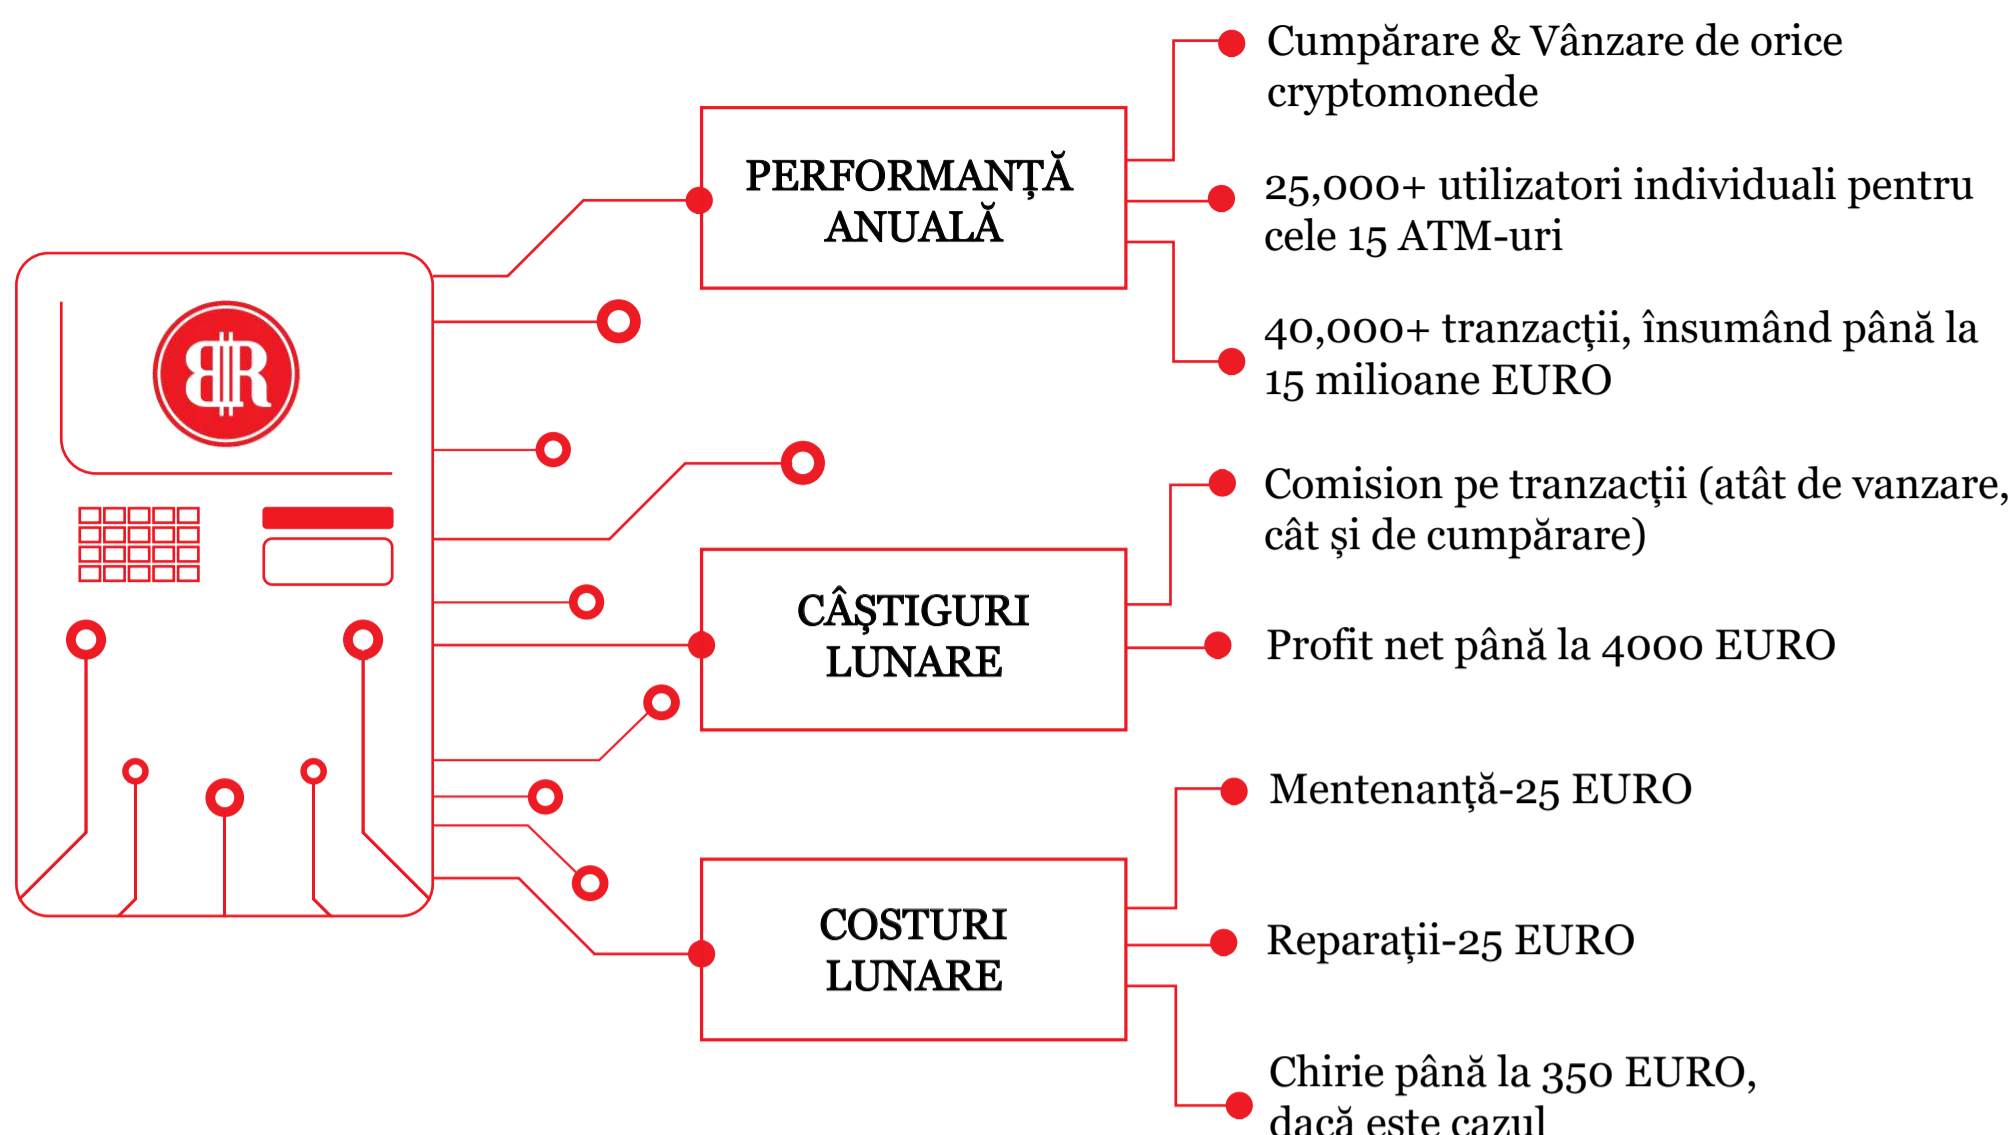 Cumpărare & Vânzare de orice
cryptomonede
PERFORMANȚĂ
ANUALĂ
25,000+ utilizatori individuali pentru
cele 15 ATM-uri
40,000+ tranzacții, însumând până la
15 milioane EURO
BR
Comision pe tranzacții (atât de vanzare,
cât și de cumpărare)
CÂȘTIGURI
LUNARE
Profit net până la 4000 EURO
Mentenanță-25 EURO
COSTURI
LUNARE
Reparații-25 EURO
Chirie până la 350 EURO,
dacă este cazul